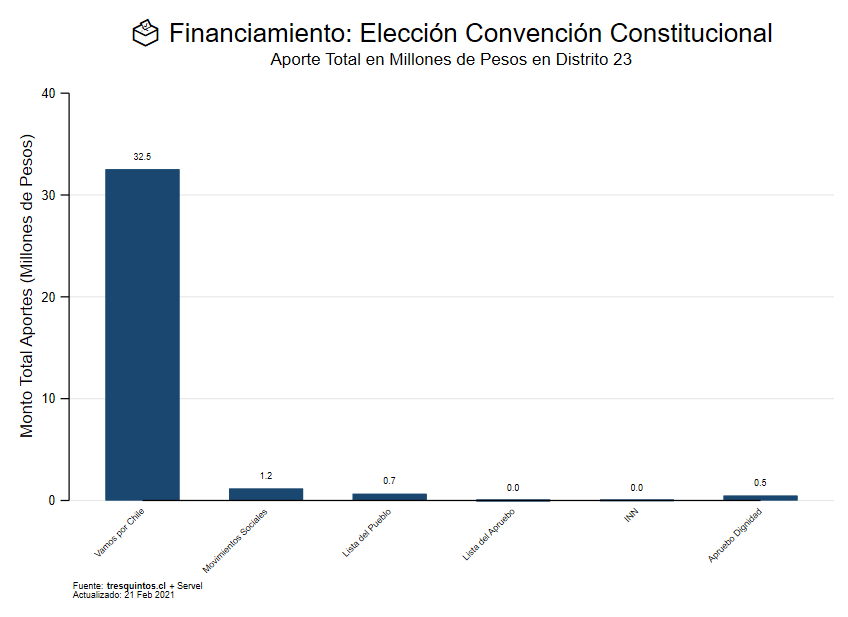 Financiamiento: Elección Convención Constitucional
Aporte Total en Millones de Pesos en Distrito 23
Monto Total Aportes (Millones de Pesos)
40
30
20
10
0
32.5
1.2
0.7
0.0
0.0
0.5
Vamos por Chile
Movimientos Sociales
Lista del Pueblo
Lista del Apruebo
INN
Apruebo Dignidad
Fuente: tresquintos.cl + Servel
Actualizado: 21 Feb 2021